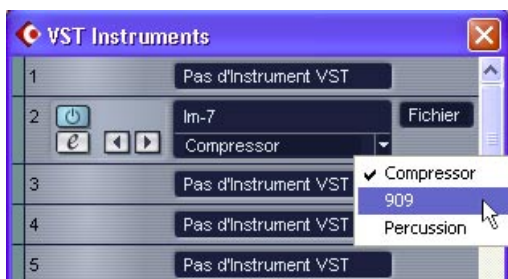 VST Instruments
1 Pas d'Instrument VST
2 lm-7 Fichier
e Compressor
Compressor
3 Pas d'Instrument VST
909
4 Pas d'Instrument VST
Percussion
5 Pas d'Instrument VST